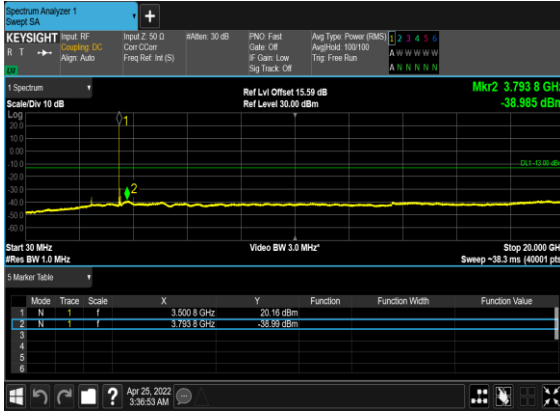 Spectrum Analyzer 1
Swept SA
+
KEYSIGHT
R T
Input: RF
Coupling: DC
Align: Auto
Input Z: 50 Ω
Corr CCorr
Freq Ref: Int (S)
#Atten: 30 dB
PNO: Fast
Gate: Off
IF Gain: Low
Sig Track: Off
Avg Type: Power (RMS)
Avg|Hold: 100/100
Trig: Free Run
1 2 3 4 5 6
A W W W W W
A N N N N N
1 Spectrum
Scale/Div 10 dB
Ref Lvl Offset 15.59 dB
Ref Level 30.00 dBm
Mkr2 3.793 8 GHz
-38.985 dBm
Log
20.0
10.0
0.00
-10.0
-20.0
-30.0
-40.0
-50.0
-60.0
1
2
DL1 -13.00 dBm
Start 30 MHz
#Res BW 1.0 MHz
Video BW 3.0 MHz*
Stop 20.000 GHz
Sweep ~38.3 ms (40001 pts)
5 Marker Table
Mode Trace Scale X Y Function Function Width Function Value
1 N 1 f 3.500 8 GHz 20.16 dBm
2 N 1 f 3.793 8 GHz -38.99 dBm
3
4
5
6
?
Apr 25, 2022
3:36:53 AM